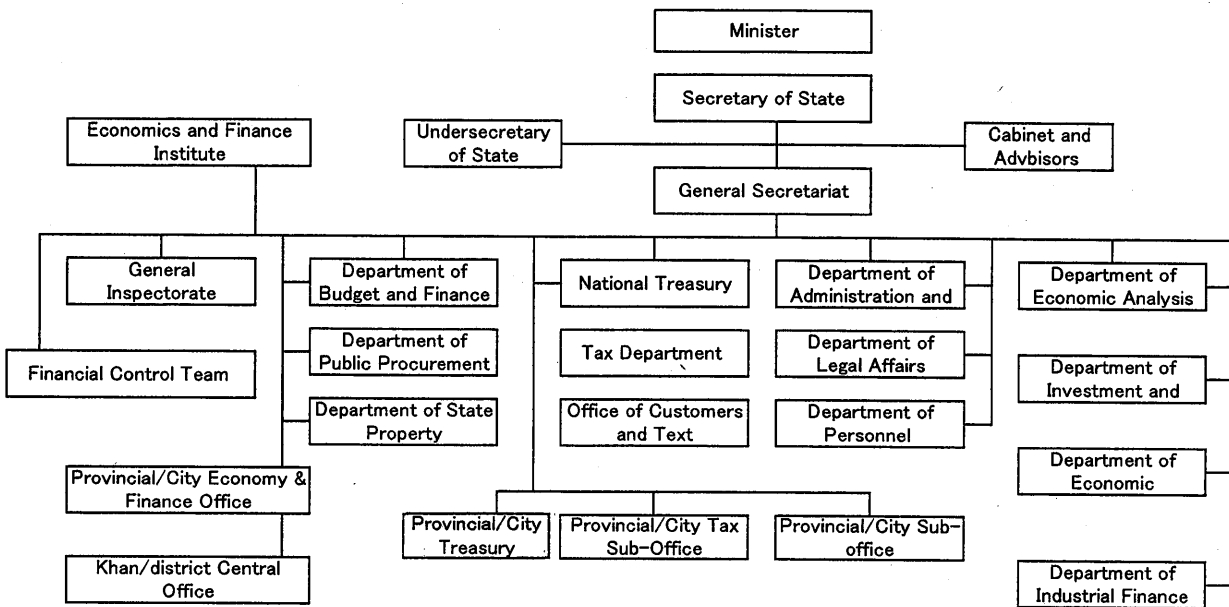 Minister
Secretary of State
Economics and Finance
Institute
Undersecretary
of State
Cabinet and
Advbisors
General Secretariat
General
Inspectorate
Department of
Budget and Finance
National Treasury
Department of
Administration and
Department of
Economic Analysis
Financial Control Team
Department of
Public Procurement
Tax Department
Department of
Legal Affairs
Department of
Investment and
Department of State
Property
Office of Customers
and Text
Department of
Personnel
Provincial/City Economy &
Finance Office
Department of
Economic
Provincial/City
Treasury
Provincial/City Tax
Sub-Office
Provincial/City Sub-
office
Khan/district Central
Office
Department of
Industrial Finance